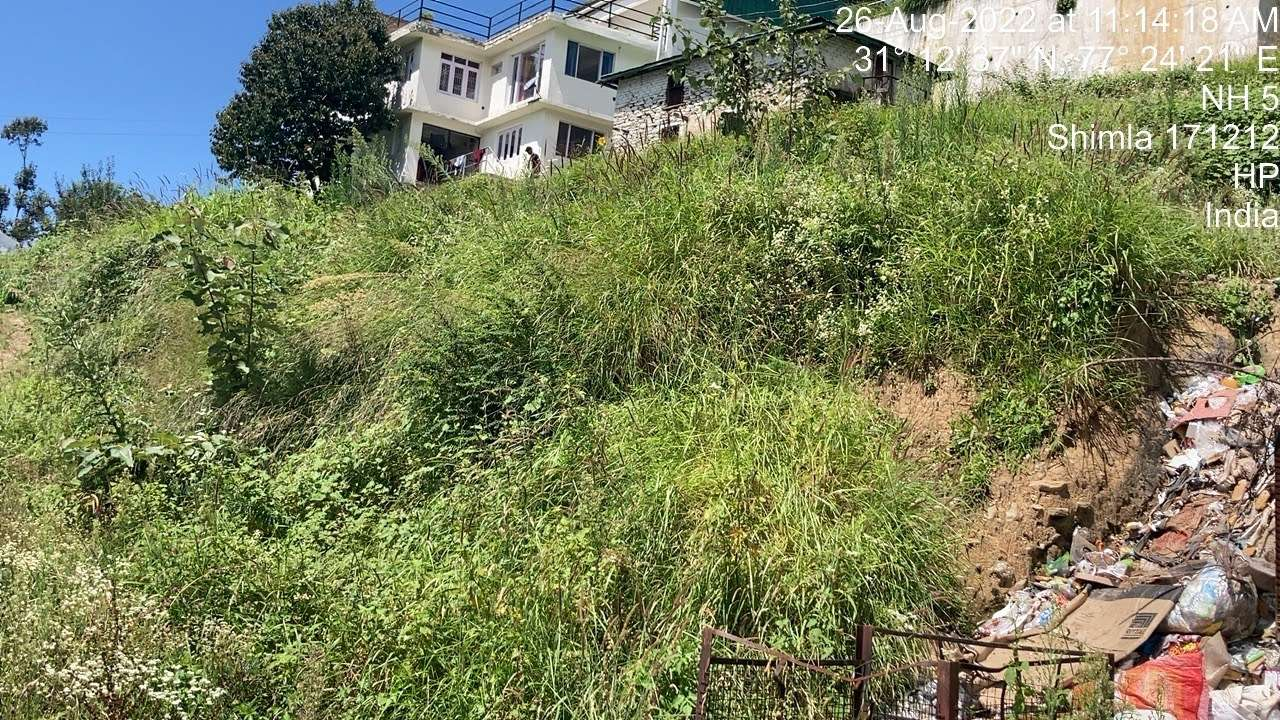 26-Aug-2022 at 11:14:18 AM
31° 12' 37" N, 77° 24' 21" E
NH 5
Shimla 171212
HP
India